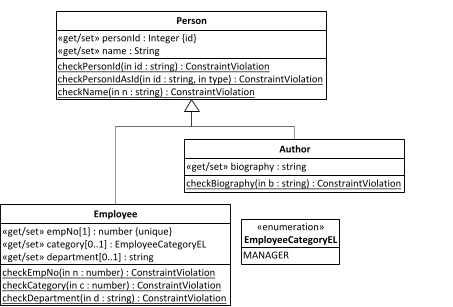 Person
«get/set» personId : Integer {id}
«get/set» name : String
checkPersonId(in id : string) : ConstraintViolation
checkPersonIdAsId(in id : string, in type) : ConstraintViolation
checkName(in n : string) : ConstraintViolation
Author
«get/set» biography : string
checkBiography(in b : string) : ConstraintViolation
Employee
«get/set» empNo[1] : number {unique}
«get/set» category[0..1] : EmployeeCategoryEL
«get/set» department[0..1] : string
checkEmpNo(in n : number) : ConstraintViolation
checkCategory(in c : number) : ConstraintViolation
checkDepartment(in d : string) : ConstraintViolation
«enumeration»
EmployeeCategoryEL
MANAGER